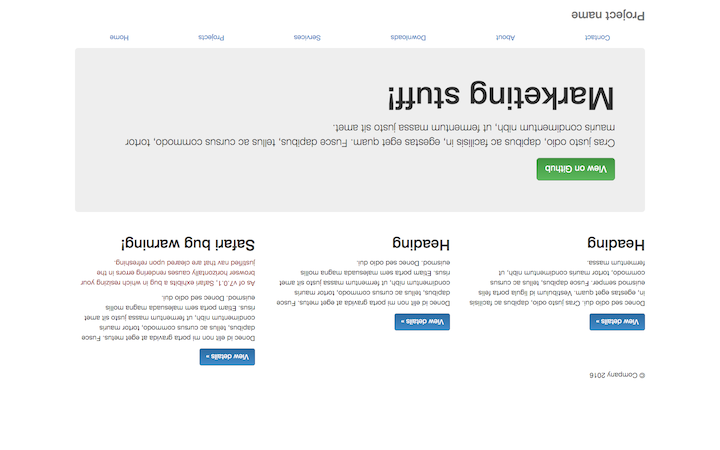 © Company 2016
View details »
Donec sed odio dui. Cras justo odio, dapibus ac facilisis
in, egestas eget quam. Vestibulum id ligula porta felis
euismod semper. Fusce dapibus, tellus ac cursus
commodo, tortor mauris condimentum nibh, ut
fermentum massa.
Heading
View details »
Donec id elit non mi porta gravida at eget metus. Fusce
dapibus, tellus ac cursus commodo, tortor mauris
condimentum nibh, ut fermentum massa justo sit amet
risus. Etiam porta sem malesuada magna mollis
euismod. Donec sed odio dui.
Heading
View details »
Donec id elit non mi porta gravida at eget metus. Fusce
dapibus, tellus ac cursus commodo, tortor mauris
condimentum nibh, ut fermentum massa justo sit amet
risus. Etiam porta sem malesuada magna mollis
euismod. Donec sed odio dui.
As of v7.0.1, Safari exhibits a bug in which resizing your
browser horizontally causes rendering errors in the
justified nav that are cleared upon refreshing.
Safari bug warning!
View on Github
Cras justo odio, dapibus ac facilisis in, egestas eget quam. Fusce dapibus, tellus ac cursus commodo, tortor
mauris condimentum nibh, ut fermentum massa justo sit amet.
Marketing stuff!
Contact About Downloads Services Projects Home
Project name